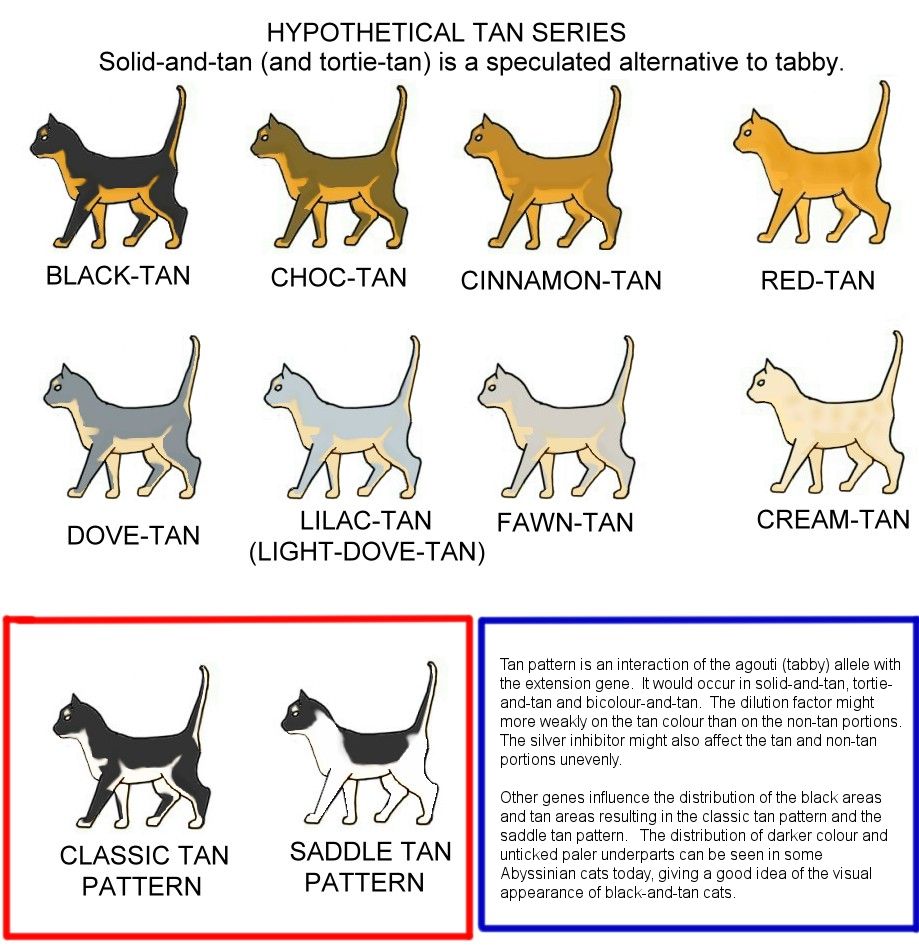 HYPOTHETICAL TAN SERIES
Solid-and-tan (and tortie-tan) is a speculated alternative to tabby.
BLACK-TAN
CHOC-TAN
CINNAMON-TAN
RED-TAN
DOVE-TAN
LILAC-TAN
(LIGHT-DOVE-TAN)
FAWN-TAN
CREAM-TAN
CLASSIC TAN
PATTERN
SADDLE TAN
PATTERN
Tan pattern is an interaction of the agouti (tabby) allele with
the extension gene. It would occur in solid-and-tan, tortie-
and-tan and bicolour-and-tan. The dilution factor might
more weakly on the tan colour than on the non-tan portions.
The silver inhibitor might also affect the tan and non-tan
portions unevenly.
Other genes influence the distribution of the black areas
and tan areas resulting in the classic tan pattern and the
saddle tan pattern. The distribution of darker colour and
unticked paler underparts can be seen in some
Abyssinian cats today, giving a good idea of the visual
appearance of black-and-tan cats.